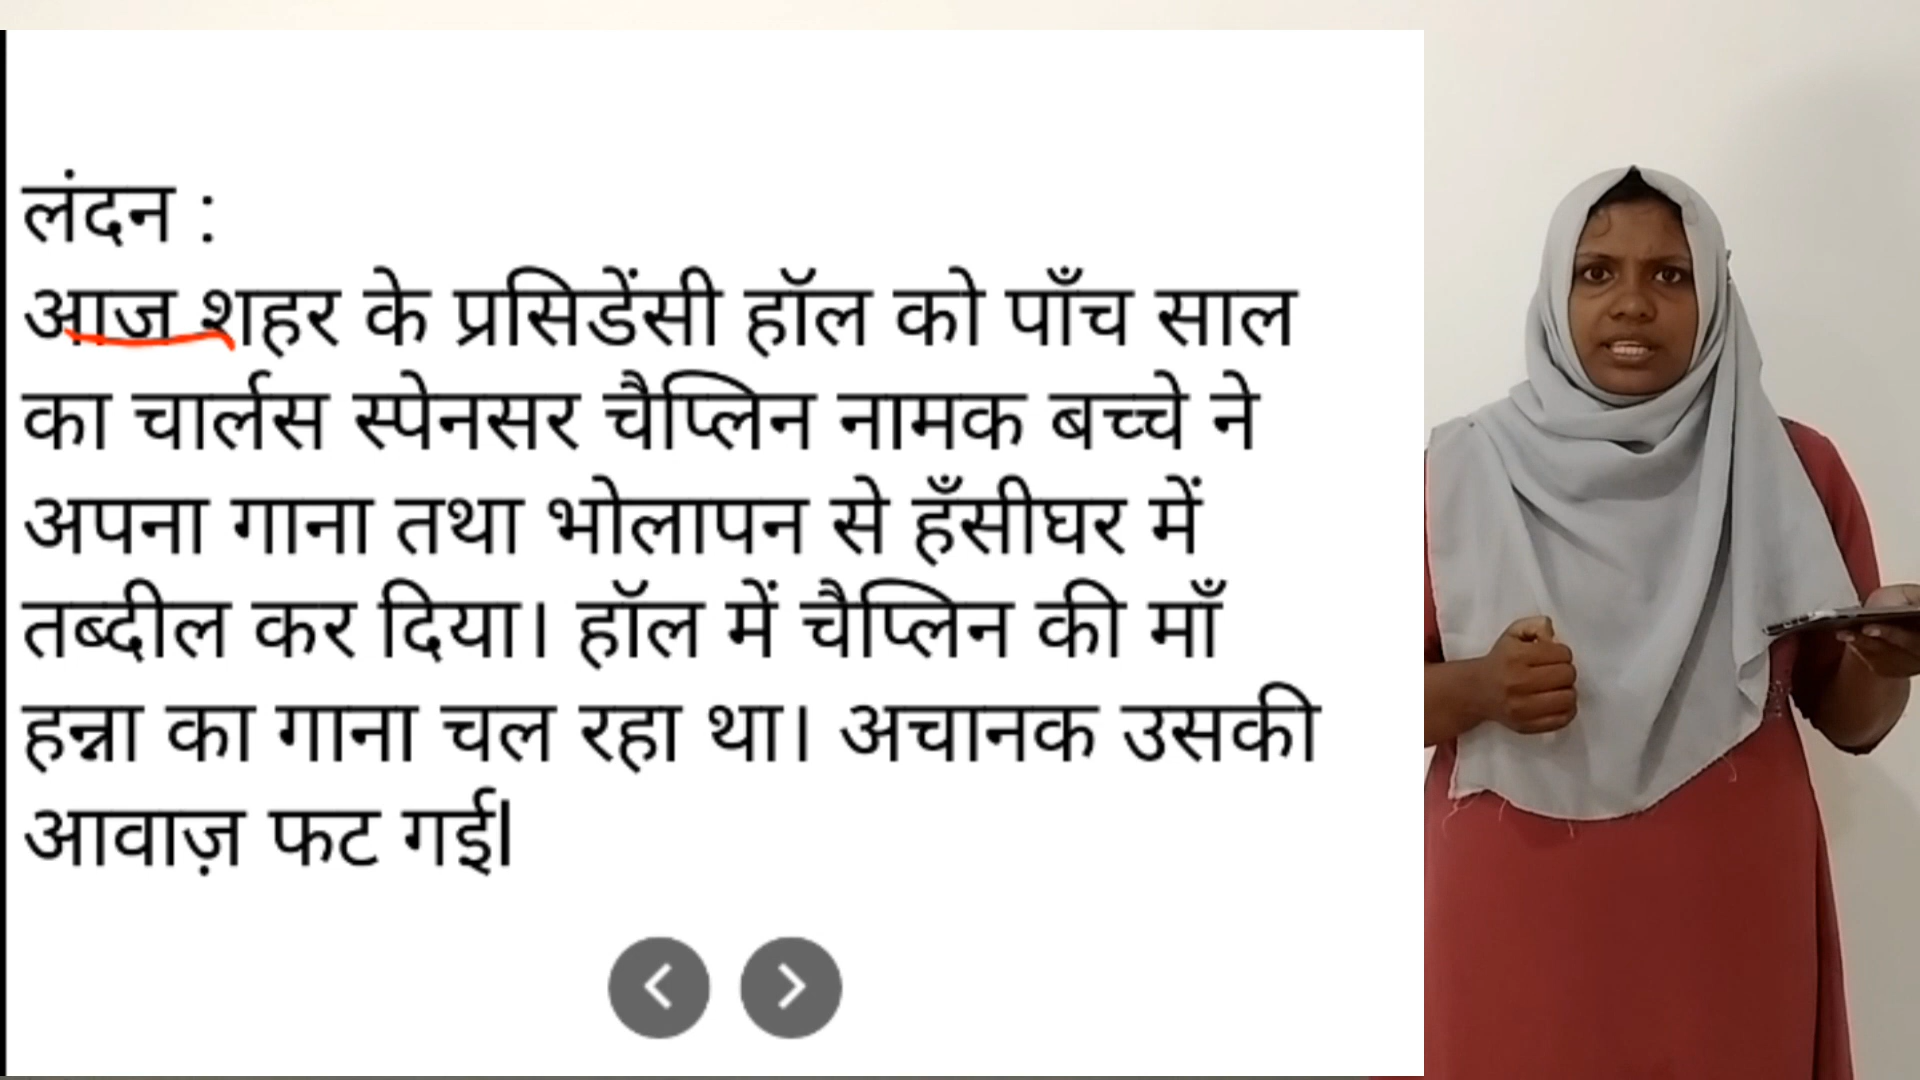 लंदन :
आज शहर के प्रसिडेंसी हॉल को पाँच साल
का चार्लस स्पेनसर चैप्लिन नामक बच्चे ने
अपना गाना तथा भोलापन से हँसीघर में
तब्दील कर दिया। हॉल में चैप्लिन की माँ
हन्ना का गाना चल रहा था। अचानक उसकी
आवाज़ फट गई|